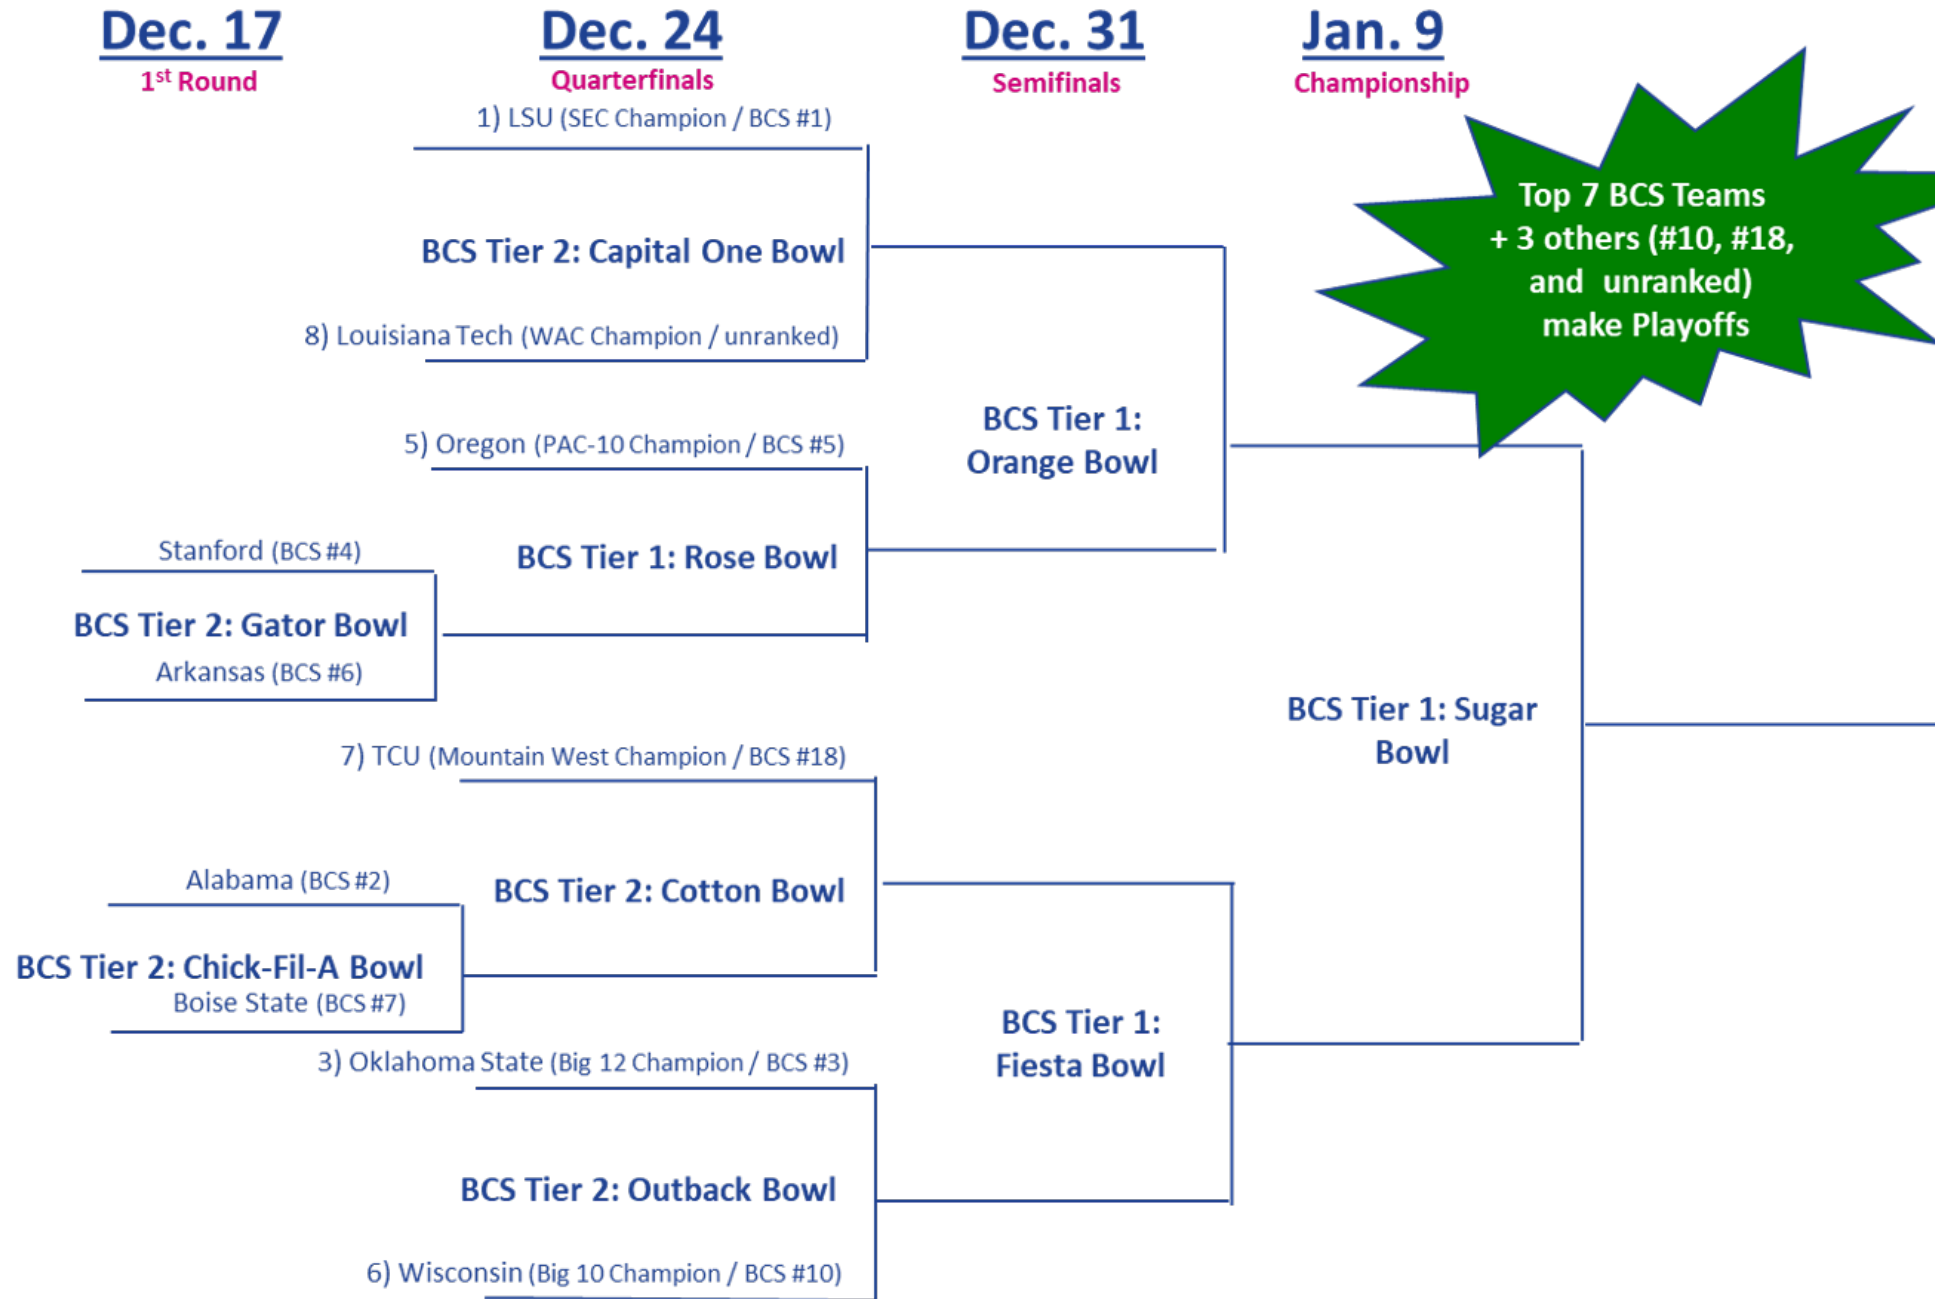 Dec. 17
1st Round
Dec. 24
Quarterfinals
Dec. 31
Semifinals
Jan. 9
Championship
1) LSU (SEC Champion / BCS #1)
BCS Tier 2: Capital One Bowl
8) Louisiana Tech (WAC Champion / unranked)
5) Oregon (PAC-10 Champion / BCS #5)
Stanford (BCS #4)
BCS Tier 1: Rose Bowl
BCS Tier 2: Gator Bowl
Arkansas (BCS #6)
7) TCU (Mountain West Champion / BCS #18)
Alabama (BCS #2)
BCS Tier 2: Cotton Bowl
BCS Tier 2: Chick-Fil-A Bowl
Boise State (BCS #7)
3) Oklahoma State (Big 12 Champion / BCS #3)
BCS Tier 2: Outback Bowl
6) Wisconsin (Big 10 Champion / BCS #10)
BCS Tier 1:
Orange Bowl
BCS Tier 1:
Fiesta Bowl
BCS Tier 1: Sugar
Bowl
Top 7 BCS Teams
+ 3 others (#10, #18,
and unranked)
make Playoffs